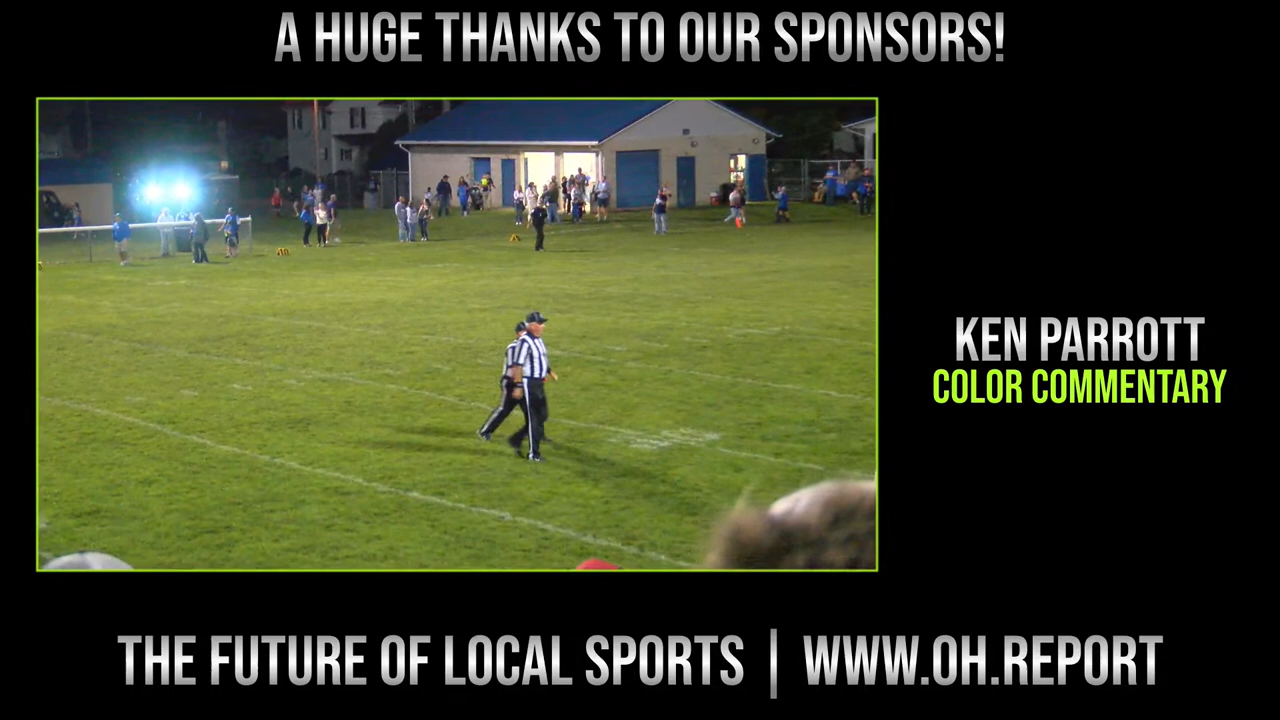 A HUGE THANKS TO OUR SPONSORS!
KEN PARROTT
COLOR COMMENTARY
THE FUTURE OF LOCAL SPORTS | WWW.OH.REPORT